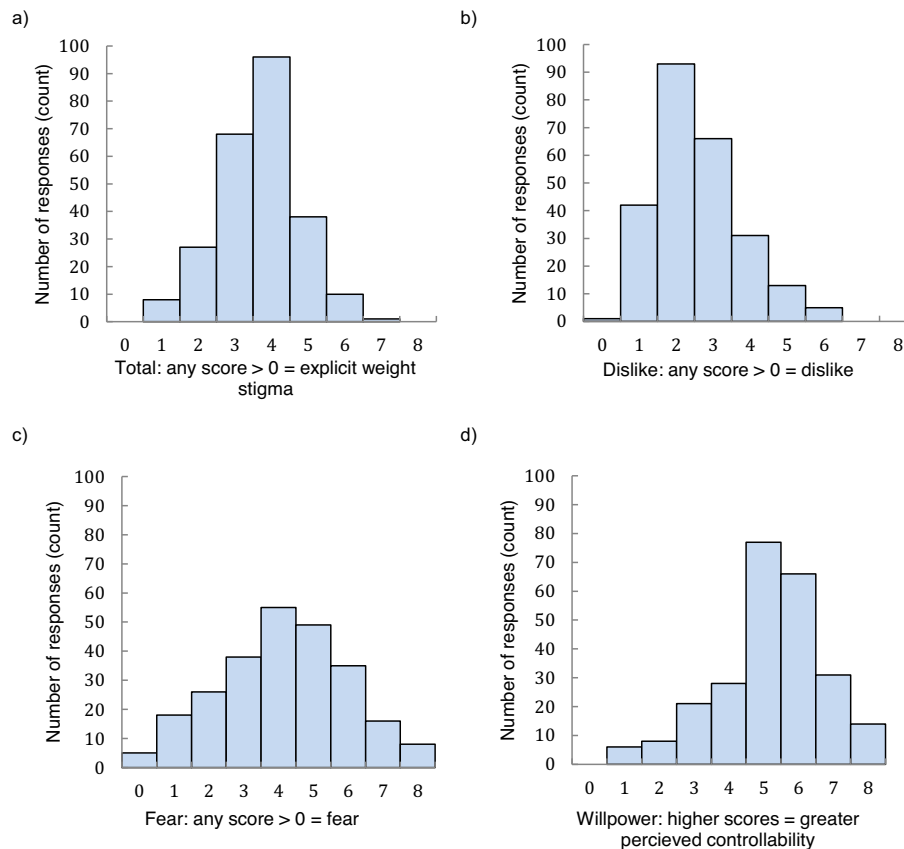 a)
100
90
80
70
60
50
40
30
20
10
0
Number of responses (count)
0 1 2 3 4 5 6 7 8
Total: any score > 0 = explicit weight
stigma
b)
100
90
80
70
60
50
40
30
20
10
0
Number of responses (count)
0 1 2 3 4 5 6 7 8
Dislike: any score > 0 = dislike
c)
100
90
80
70
60
50
40
30
20
10
0
Number of responses (count)
0 1 2 3 4 5 6 7 8
Fear: any score > 0 = fear
d)
100
90
80
70
60
50
40
30
20
10
0
Number of responses (count)
0 1 2 3 4 5 6 7 8
Willpower: higher scores = greater
percieved controllability